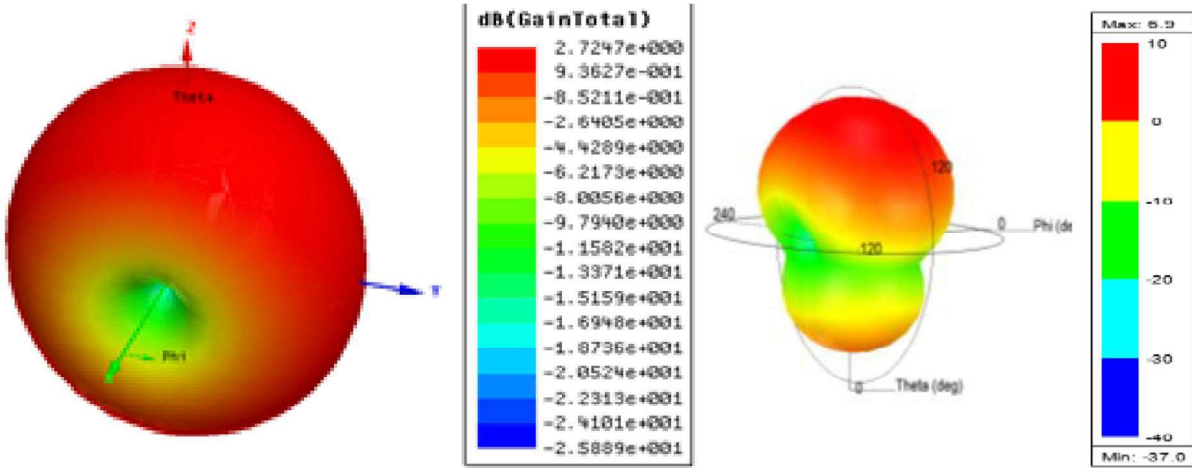 Z
Theta
Phi
Y
dB(GainTotal)
2.7247e+000
9.3627e-001
-8.5211e-001
-2.6405e+000
-4.4289e+000
-6.2173e+000
-8.0056e+000
-9.7940e+000
-1.1582e+001
-1.3371e+001
-1.5159e+001
-1.6948e+001
-1.8736e+001
-2.0524e+001
-2.2313e+001
-2.4101e+001
-2.5889e+001
120
240
0
Phi (de
-120
0
Theta (deg)
Max: 6.9
10
0
-10
-20
-30
-40
Min: -37.0